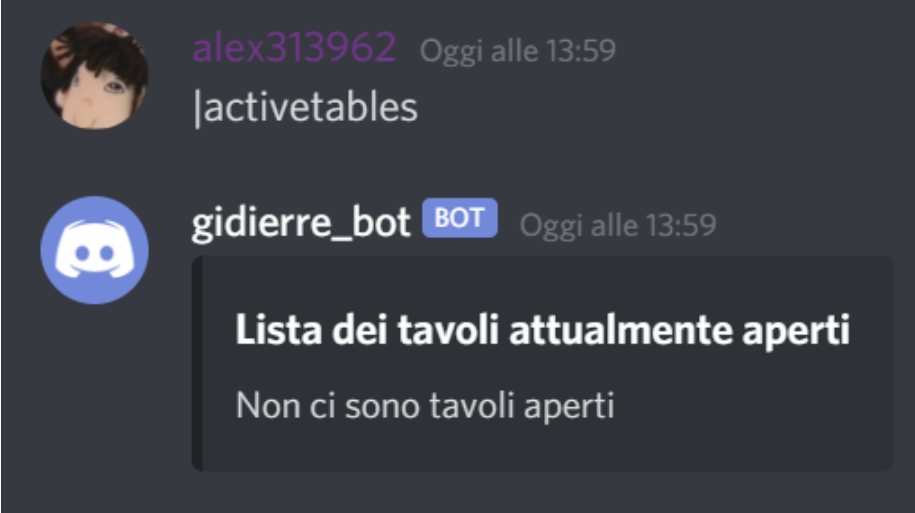 alex313962 Oggi alle 13:59
|activetables
gidierre_bot BOT Oggi alle 13:59
Lista dei tavoli attualmente aperti
Non ci sono tavoli aperti